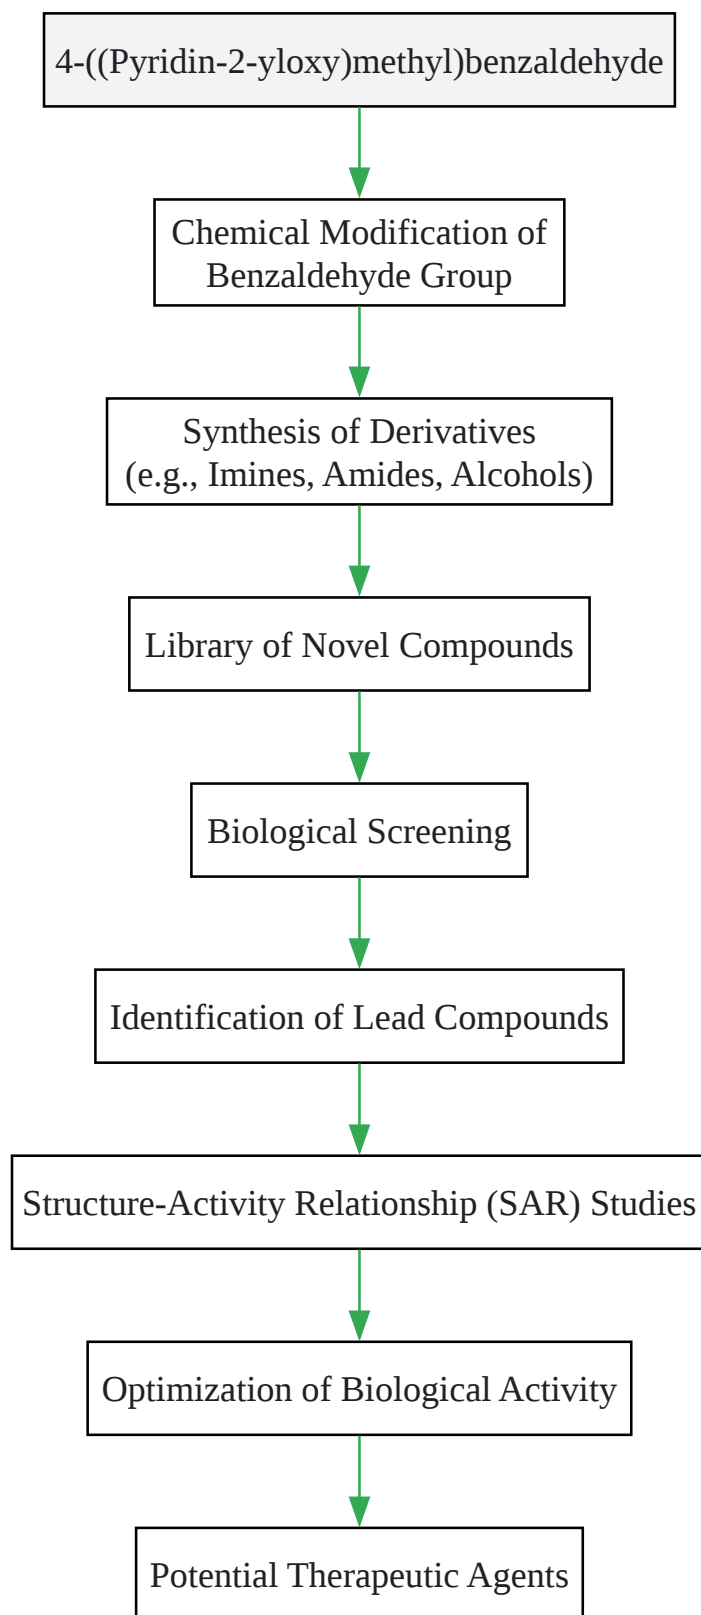 4-((Pyridin-2-yloxy)methyl)benzaldehyde
Chemical Modification of
Benzaldehyde Group
Synthesis of Derivatives
(e.g., Imines, Amides, Alcohols)
Library of Novel Compounds
Biological Screening
Identification of Lead Compounds
Structure-Activity Relationship (SAR) Studies
Optimization of Biological Activity
Potential Therapeutic Agents